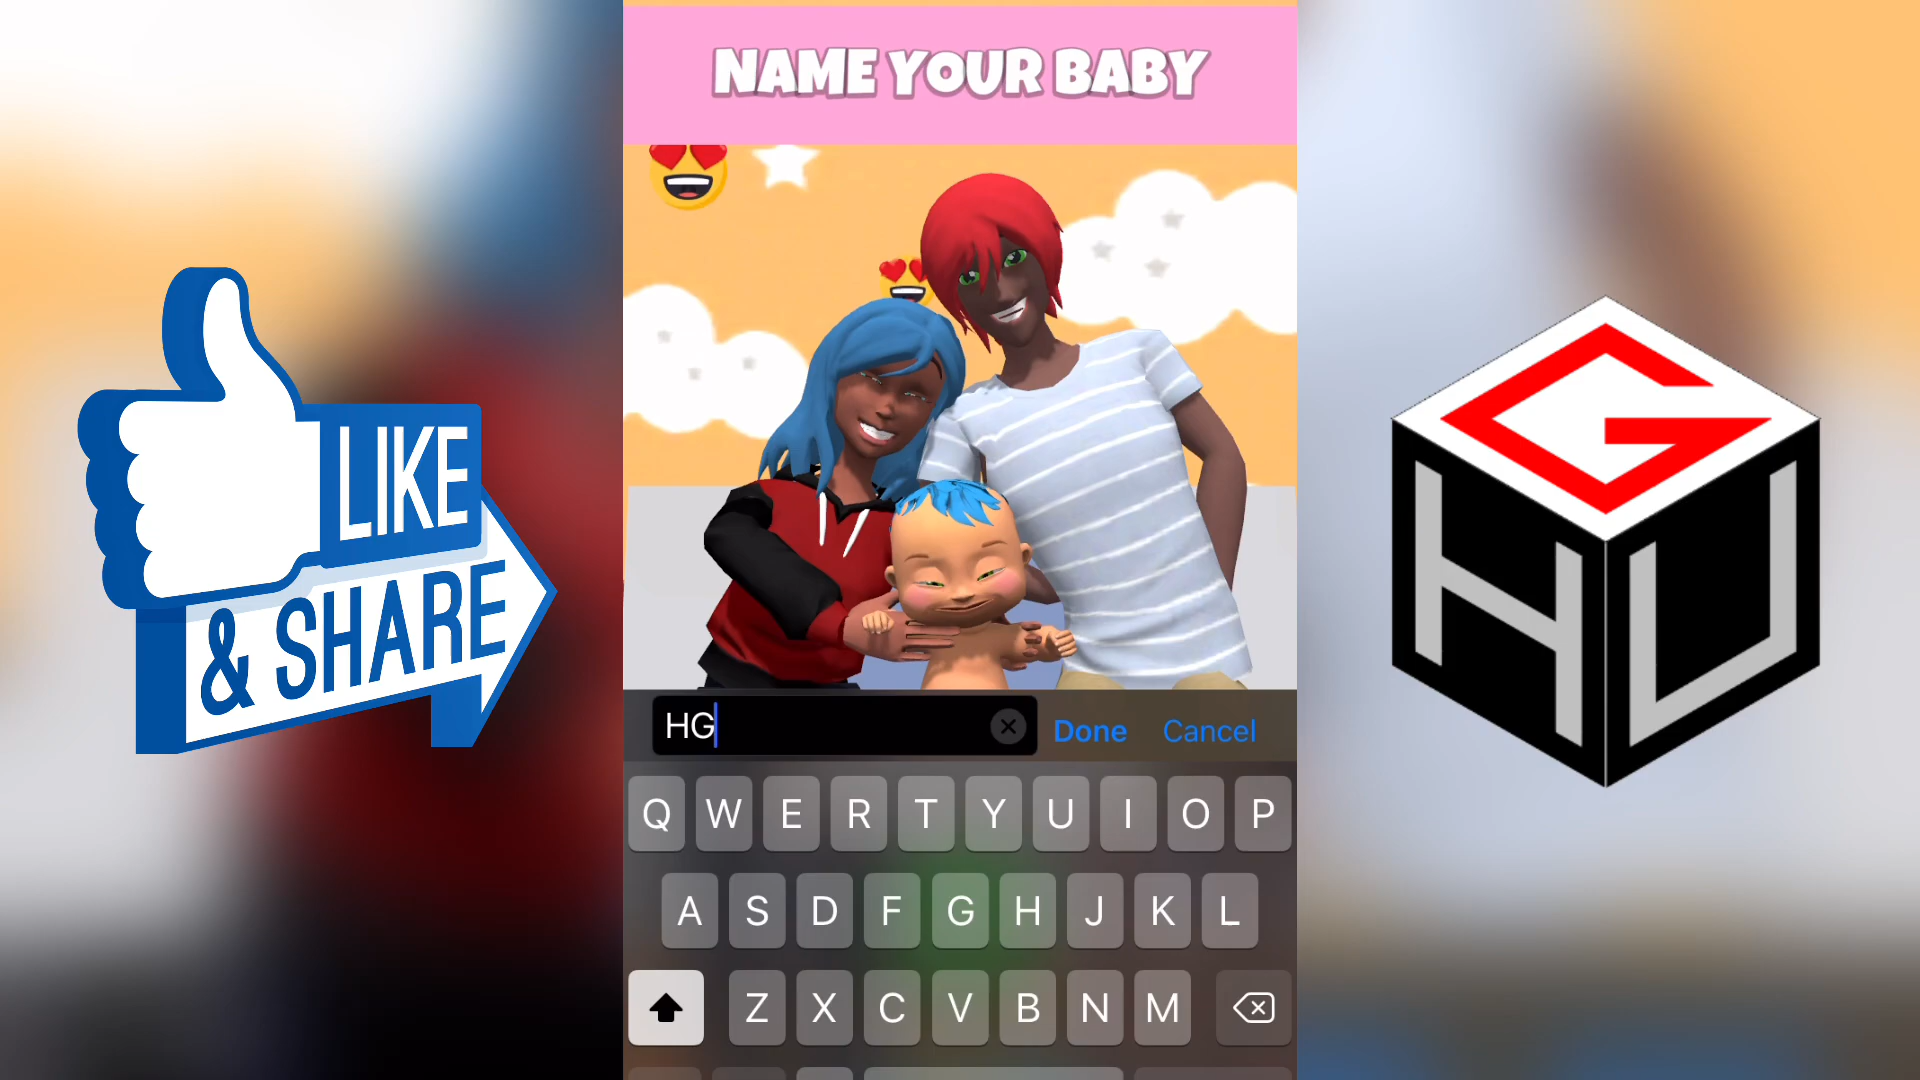 NAME YOUR BABY
LIKE
& SHARE
G
H U
HG
Done Cancel
Q W E R T Y U I O P
A S D F G H J K L
Z X C V B N M